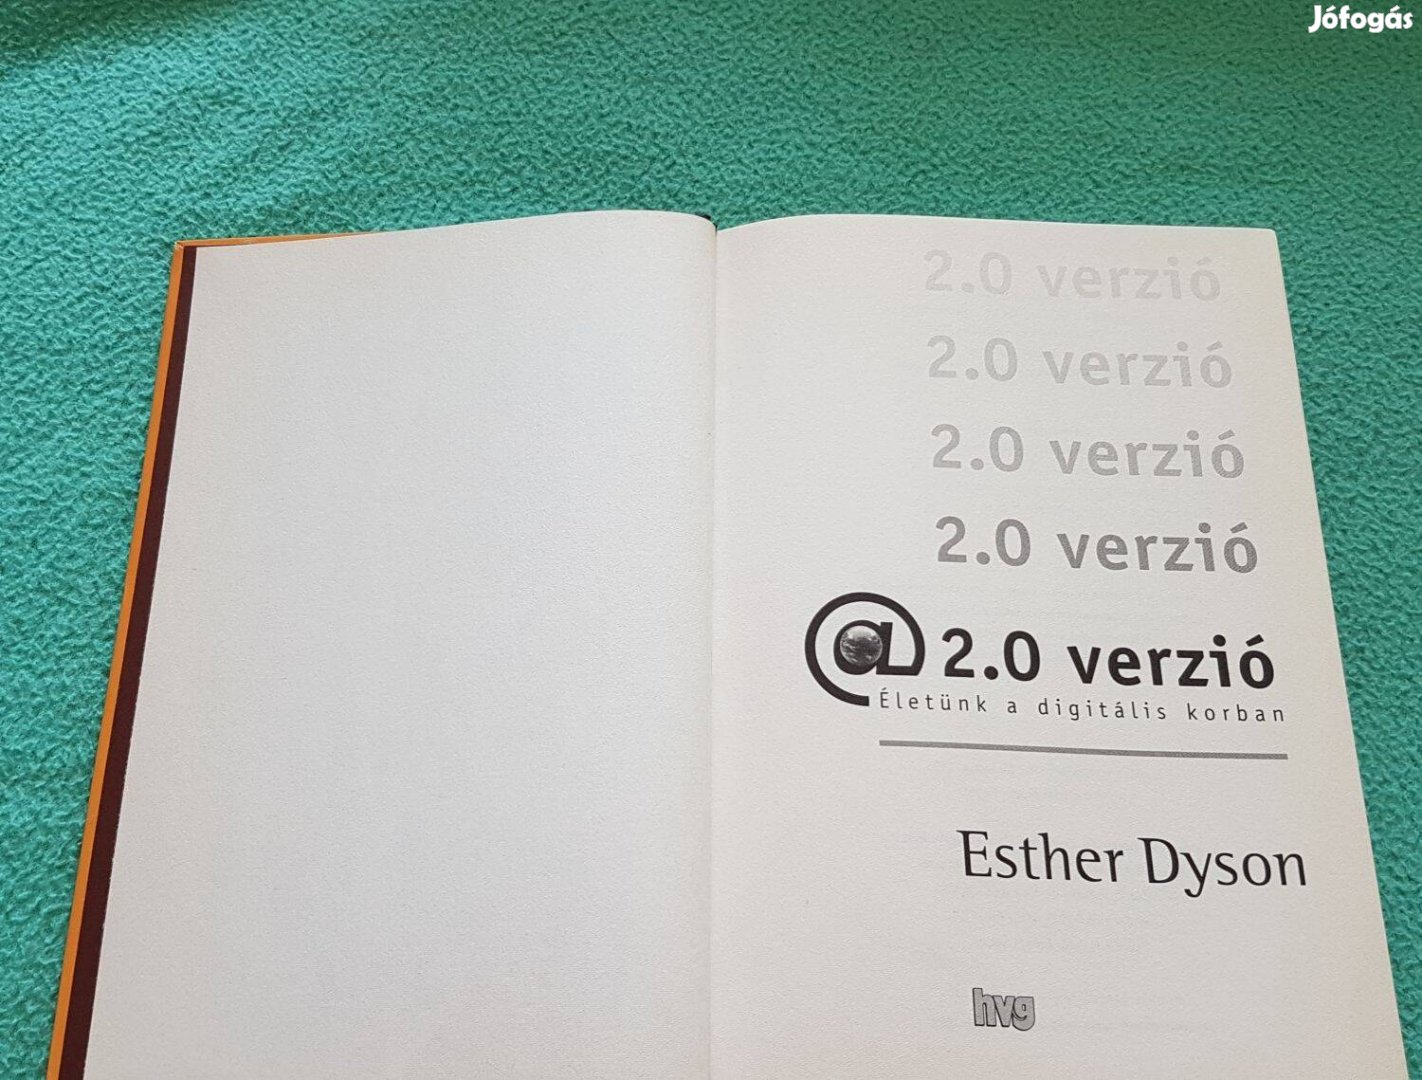 Jófogás
2.0 verzió
2.0 verzió
2.0 verzió
2.0 verzió
@ 2.0 verzió
Életünk a digitális korban
Esther Dyson
hvg